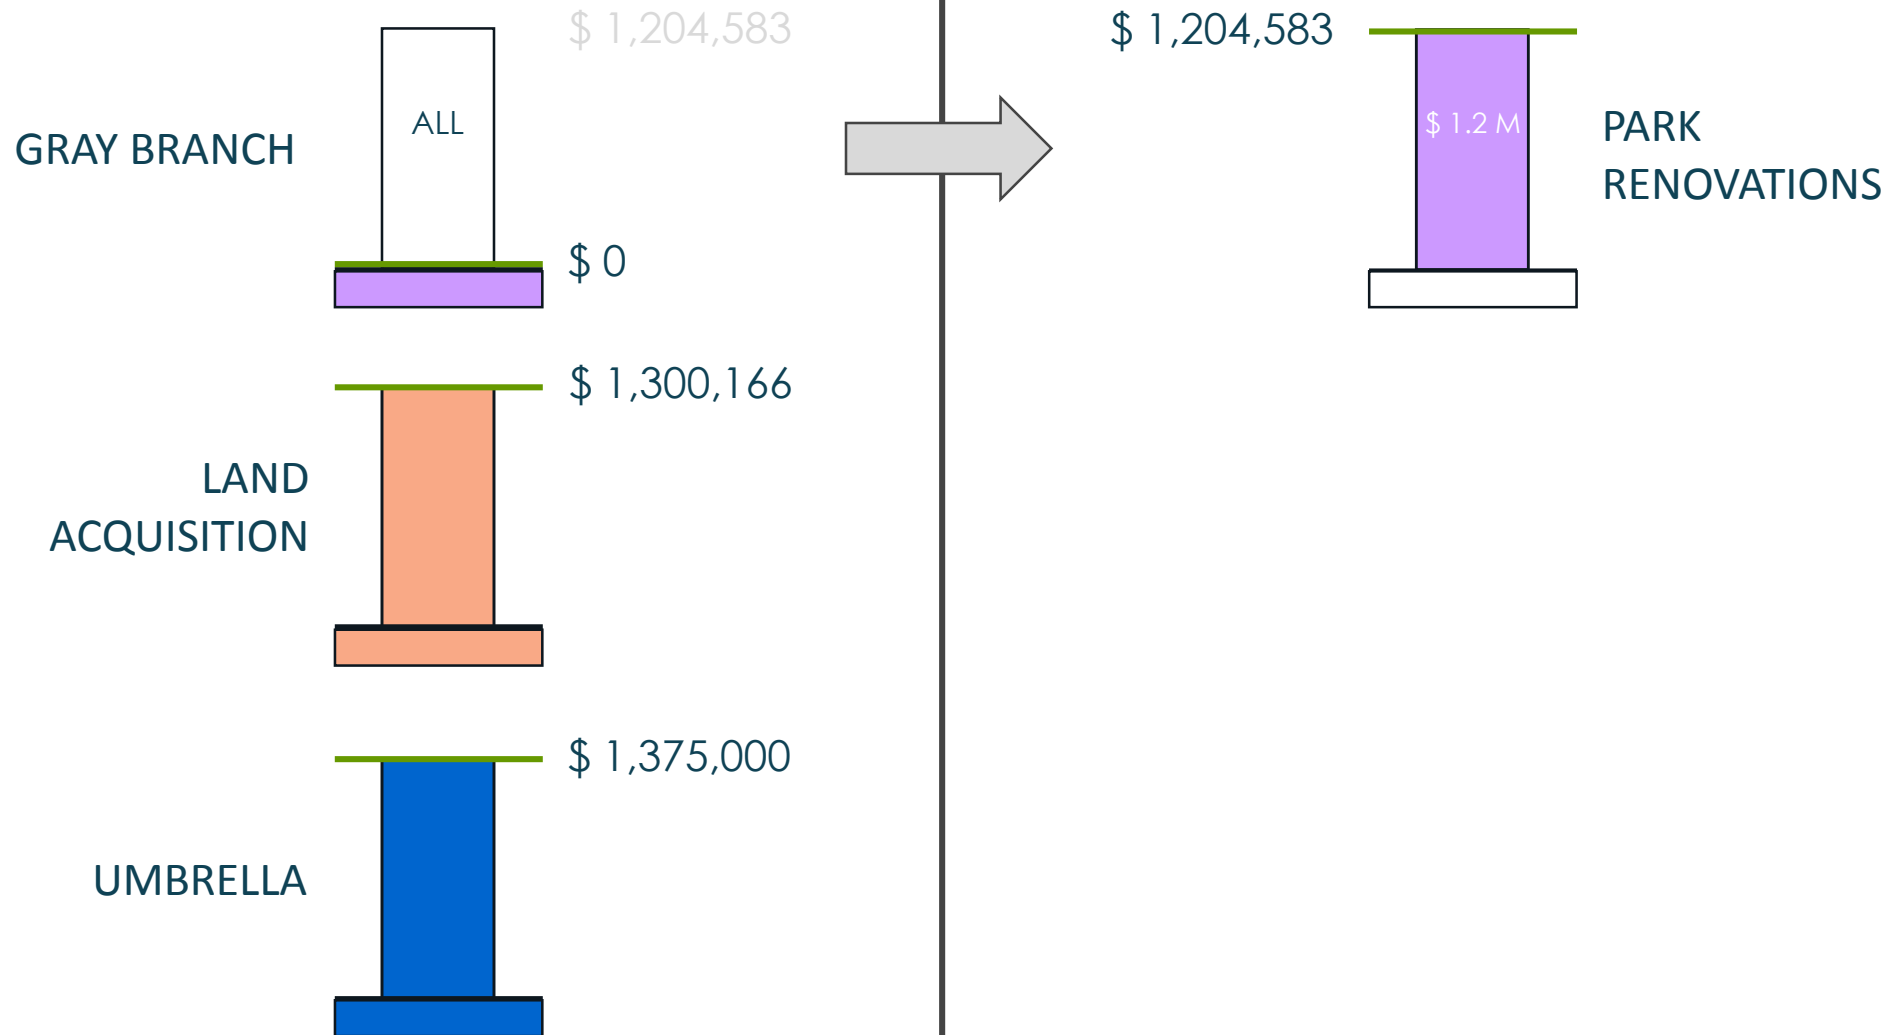 $ 1,204,583
ALL
GRAY BRANCH
$ 0
$ 1,204,583
$ 1.2 M
PARK
RENOVATIONS
$ 1,300,166
LAND
ACQUISITION
$ 1,375,000
UMBRELLA